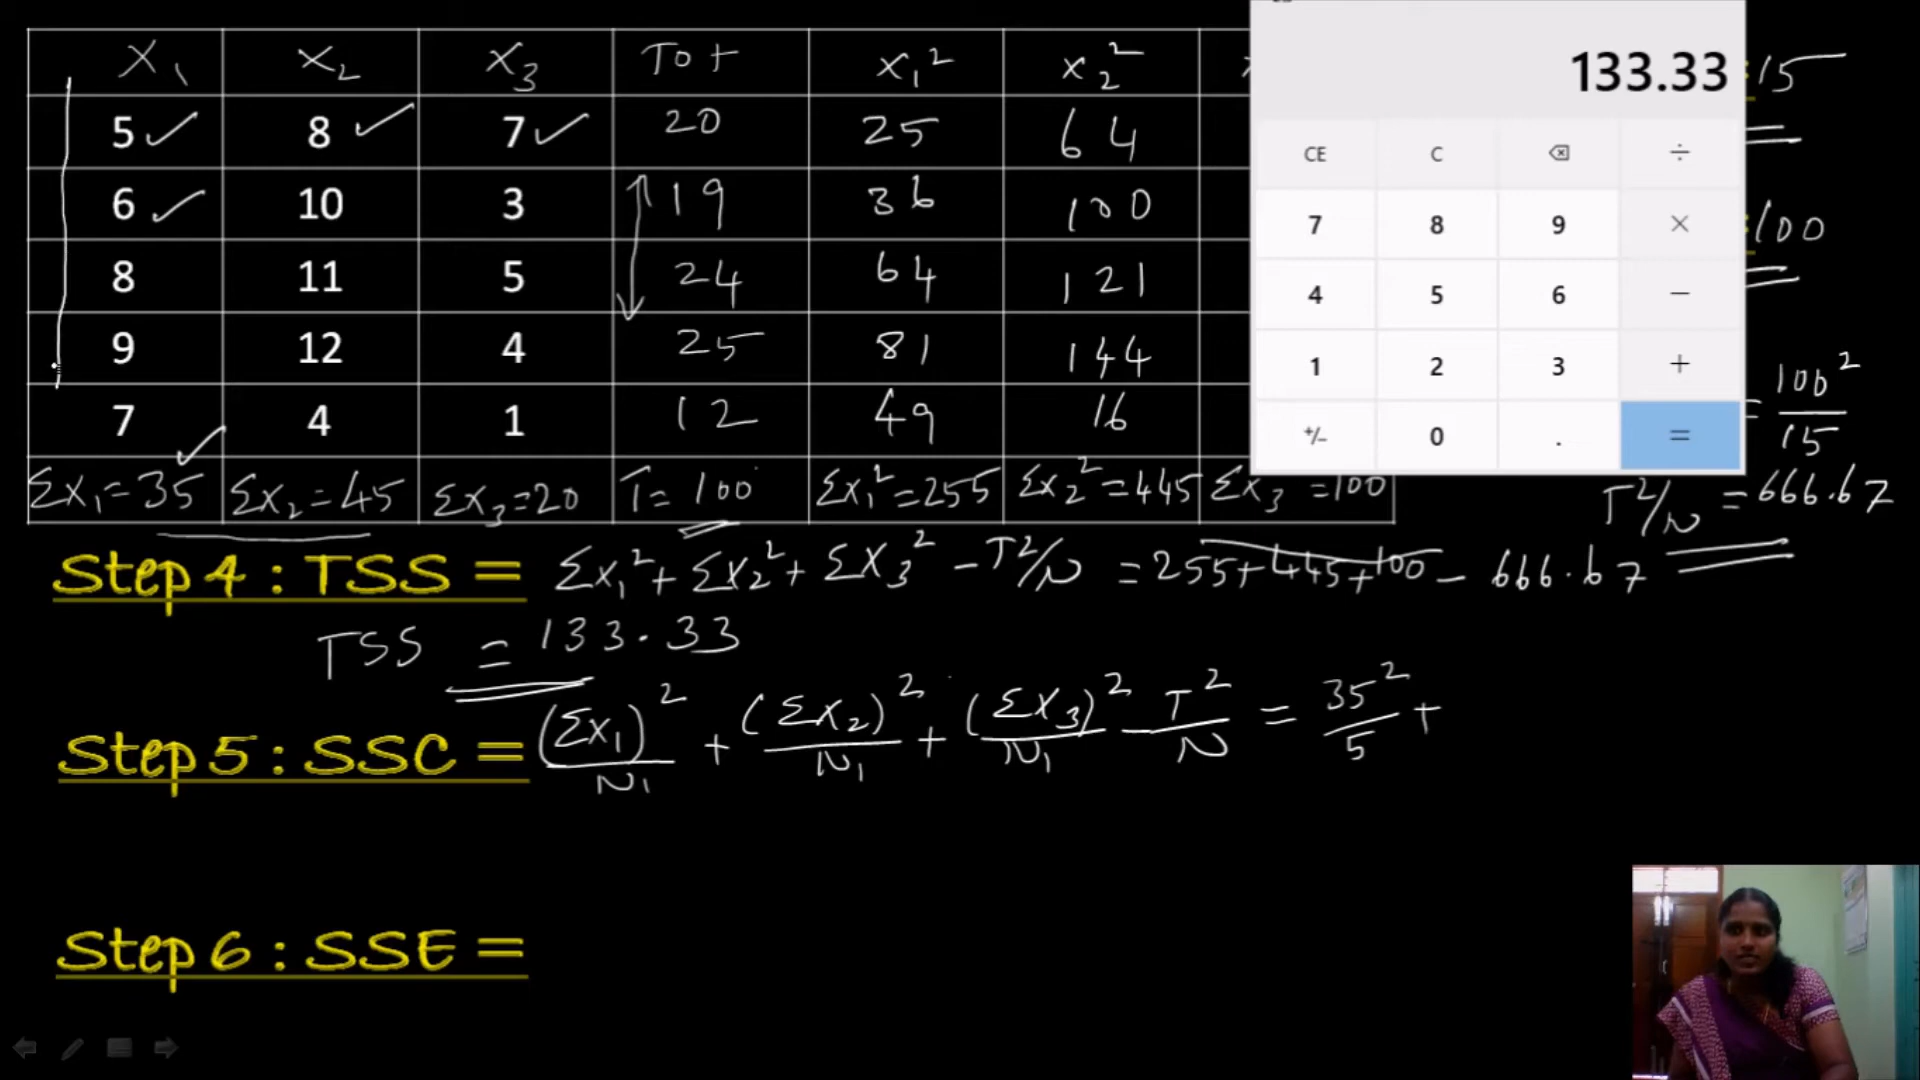 X₁ X₂ X₃ Tot X₁² X₂²
5 8 7 20 25 64
6 10 3 19 36 100
8 11 5 24 64 121
9 12 4 25 81 144
7 4 1 12 49 16
Σx₁=35 Σx₂=45 Σx₃=20 T=100 Σx₁²=255 Σx₂²=445 Σx₃ =100
133.33
CE C ⌫ ÷
7 8 9 ×
4 5 6 −
1 2 3 +
+/− 0 . =
:15
:100
= 100²/15
T²/N =666.67
Step 4 : TSS = Σx₁²+ Σx₂²+ Σx₃² - T²/N =255+445+100 - 666.67
TSS = 133.33
Step 5 : SSC = (Σx₁)²/N₁ + (Σx₂)²/N₁ + (Σx₃)²/N₁ - T²/N = 35²/5 +
Step 6 : SSE =